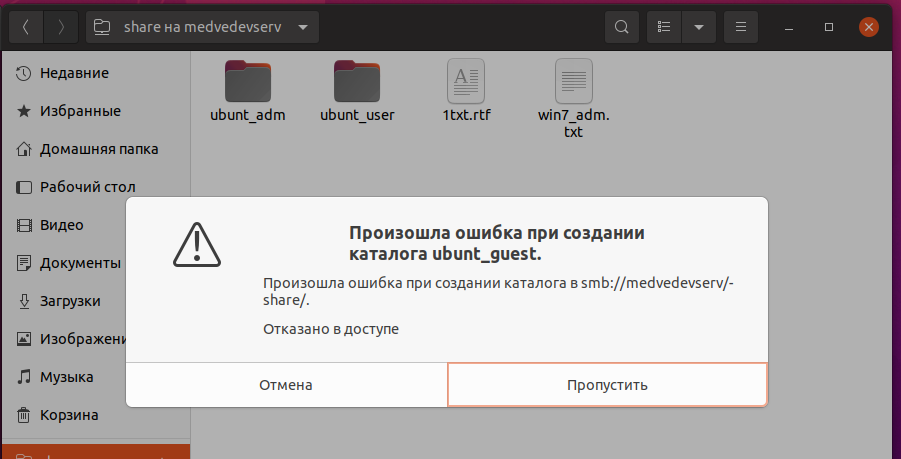 share на medvedevserv
Недавние
Избранные
Домашняя папка
Рабочий стол
Видео
Документы
Загрузки
Изображени
Музыка
Корзина
ubunt_adm
ubunt_user
1txt.rtf
win7_adm.
txt
Произошла ошибка при создании
каталога ubunt_guest.
Произошла ошибка при создании каталога в smb://medvedevserv/-
share/.
Отказано в доступе
Отмена
Пропустить